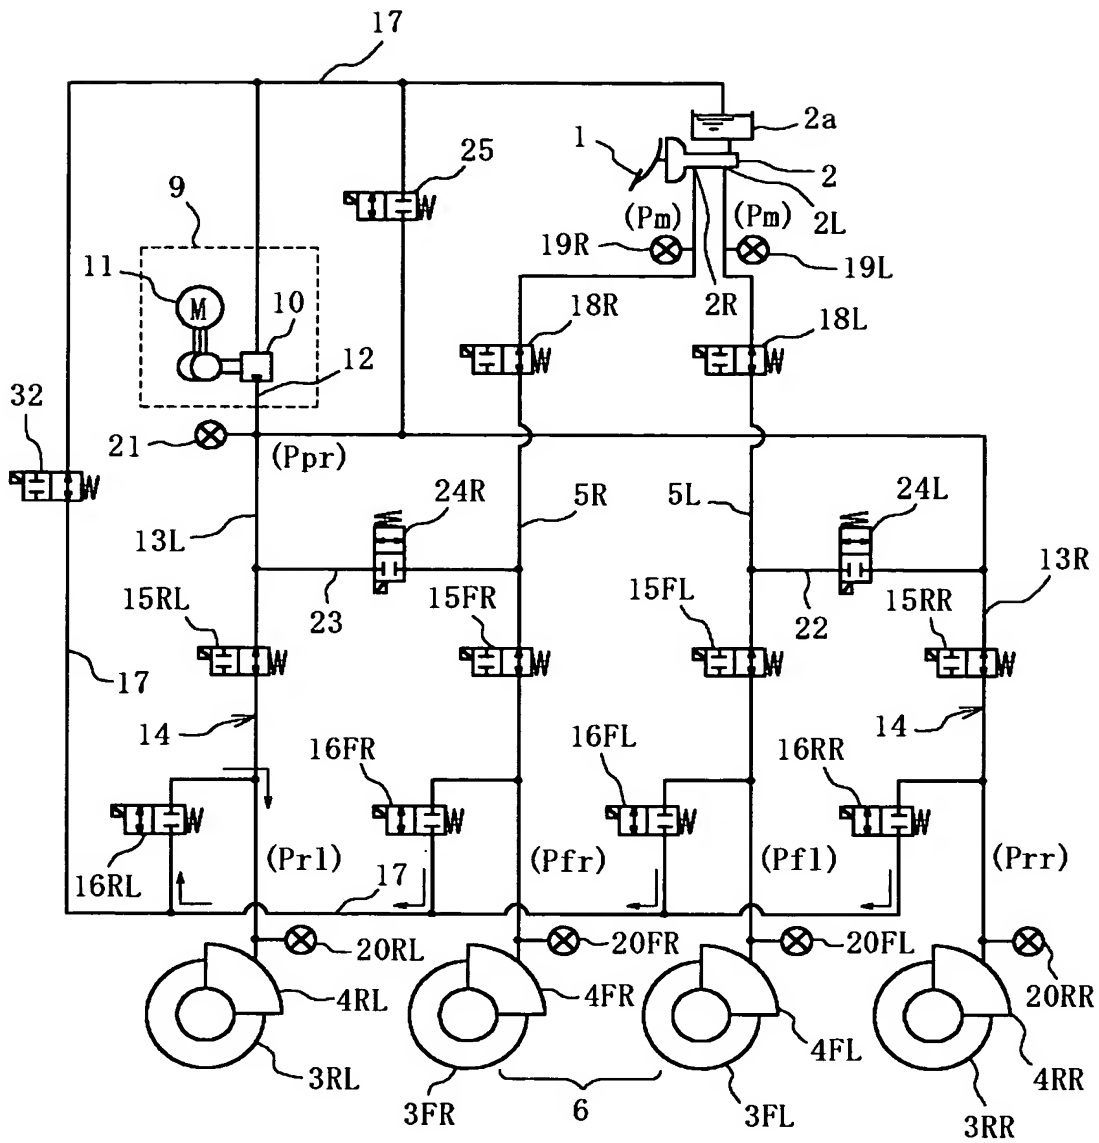 17
2a
1
2
25
9
(Pm)
(Pm)
2L
19R
19L
11
M
10
2R
18R
18L
12
32
21
(Ppr)
24R
5R
5L
24L
13L
13R
15RL
23
15FR
15FL
22
15RR
17
14
14
16FR
16FL
16RR
(Prl)
(Pfr)
(Pfl)
(Prr)
16RL
17
20RL
20FR
20FL
20RR
4RL
4FR
4FL
4RR
3RL
3FR
6
3FL
3RR